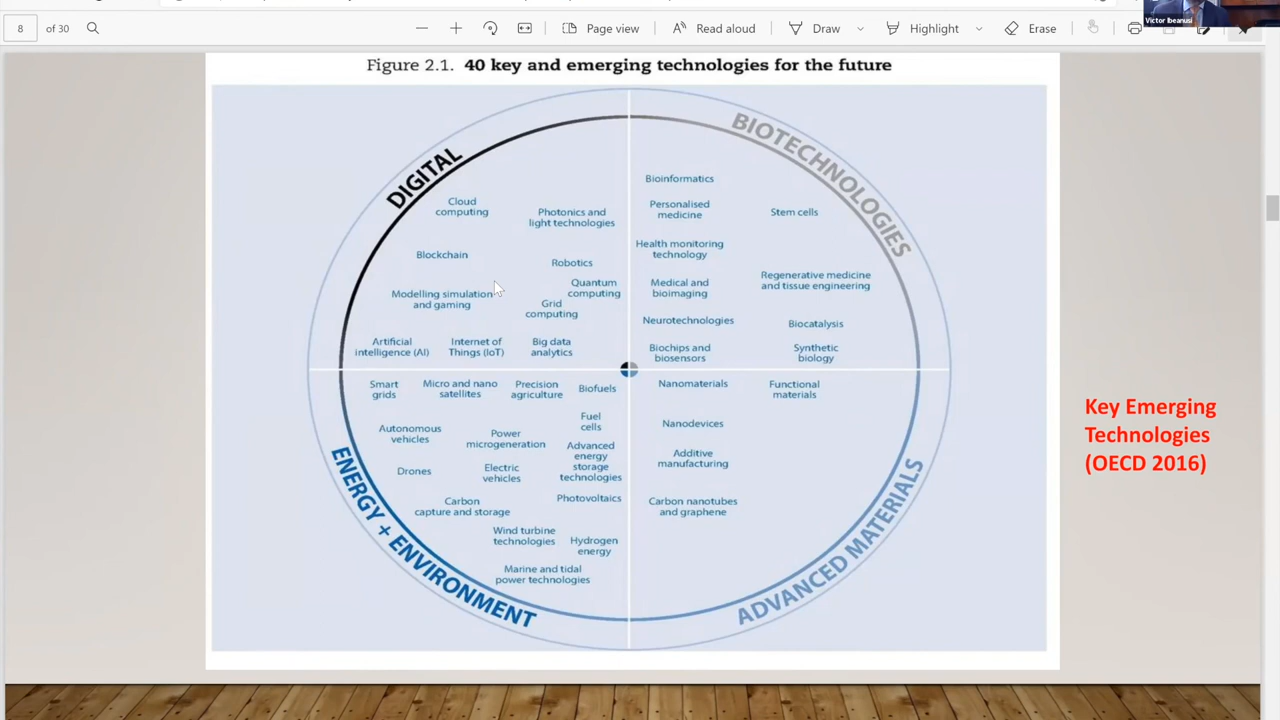 Victor Ibeanusi
8 of 30
Page view
Read aloud
Draw
Highlight
Erase
Figure 2.1. 40 key and emerging technologies for the future
DIGITAL
Cloud
computing
Photonics and
light technologies
Blockchain
Robotics
Quantum
computing
Modelling simulation
and gaming
Grid
computing
Artificial
intelligence (AI)
Internet of
Things (IoT)
Big data
analytics
BIOTECHNOLOGIES
Bioinformatics
Personalised
medicine
Stem cells
Health monitoring
technology
Medical and
bioimaging
Regenerative medicine
and tissue engineering
Neurotechnologies
Biocatalysis
Biochips and
biosensors
Synthetic
biology
Smart
grids
Micro and nano
satellites
Precision
agriculture
Biofuels
Fuel
cells
Autonomous
vehicles
Power
microgeneration
Advanced
energy
storage
technologies
Drones
Electric
vehicles
Photovoltaics
Carbon
capture and storage
Wind turbine
technologies
Hydrogen
energy
Marine and tidal
power technologies
ENERGY + ENVIRONMENT
Nanomaterials
Functional
materials
Nanodevices
Additive
manufacturing
Carbon nanotubes
and graphene
ADVANCED MATERIALS
Key Emerging
Technologies
(OECD 2016)